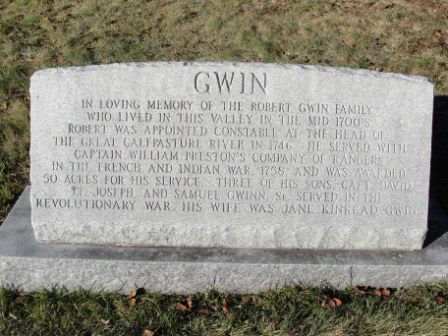 GWIN
IN LOVING MEMORY OF THE ROBERT GWIN FAMILY
WHO LIVED IN THIS VALLEY IN THE MID 1700'S
ROBERT WAS APPOINTED CONSTABLE AT THE HEAD OF
THE GREAT CALFPASTURE RIVER IN 1746. HE SERVED WITH
CAPTAIN WILLIAM PRESTON'S COMPANY OF RANGERS
IN THE FRENCH AND INDIAN WAR, 1755 AND WAS AWARDED
50 ACRES FOR HIS SERVICE. THREE OF HIS SONS, CAPT. DAVID,
LT. JOSEPH, AND SAMUEL GWINN, SR. SERVED IN THE
REVOLUTIONARY WAR. HIS WIFE WAS JANE KINKEAD GWIN.